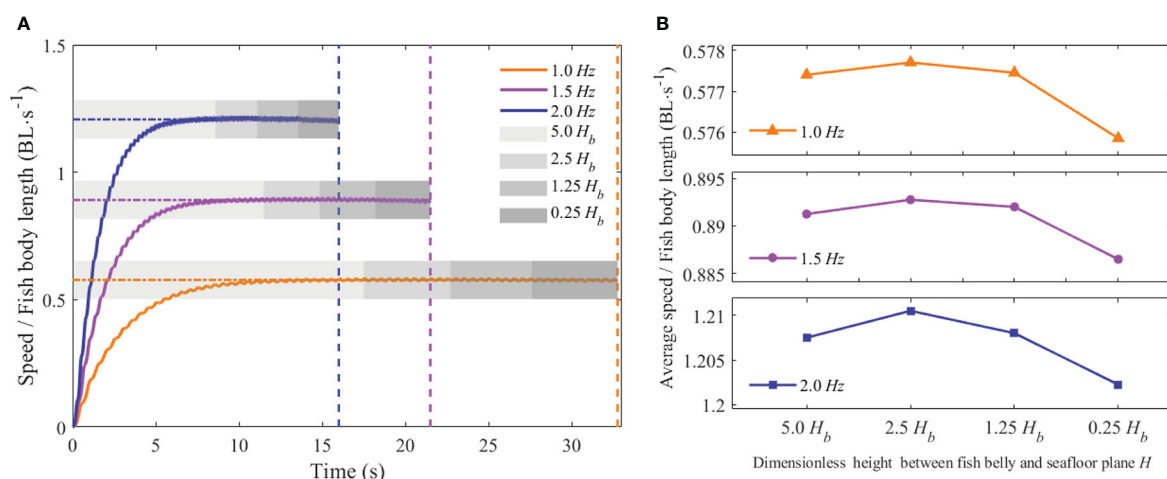 A
Speed / Fish body length (BL·s⁻¹)
1.5
1
0.5
0
0 5 10 15 20 25 30
Time (s)
1.0 Hz
1.5 Hz
2.0 Hz
5.0 H_b
2.5 H_b
1.25 H_b
0.25 H_b
B
Average speed / Fish body length (BL·s⁻¹)
0.578
0.577
0.576
1.0 Hz
0.895
0.89
0.885
1.5 Hz
1.21
1.205
1.2
2.0 Hz
5.0 H_b 2.5 H_b 1.25 H_b 0.25 H_b
Dimensionless height between fish belly and seafloor plane H